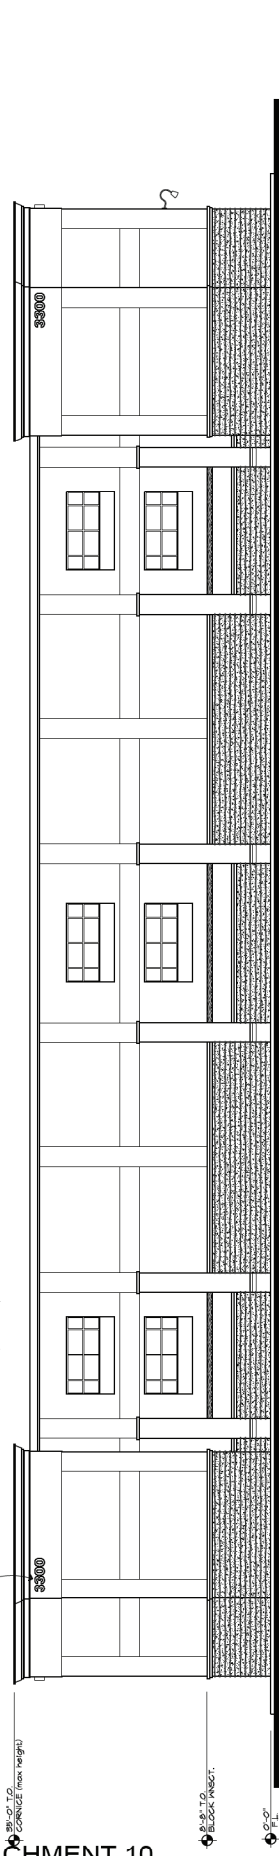 3300
3300
35'-0" T.O.
CORNICE (max height)
8'-8" T.O.
BLOCK WNSCT.
0'-0"
F.L.
CHMENT 10